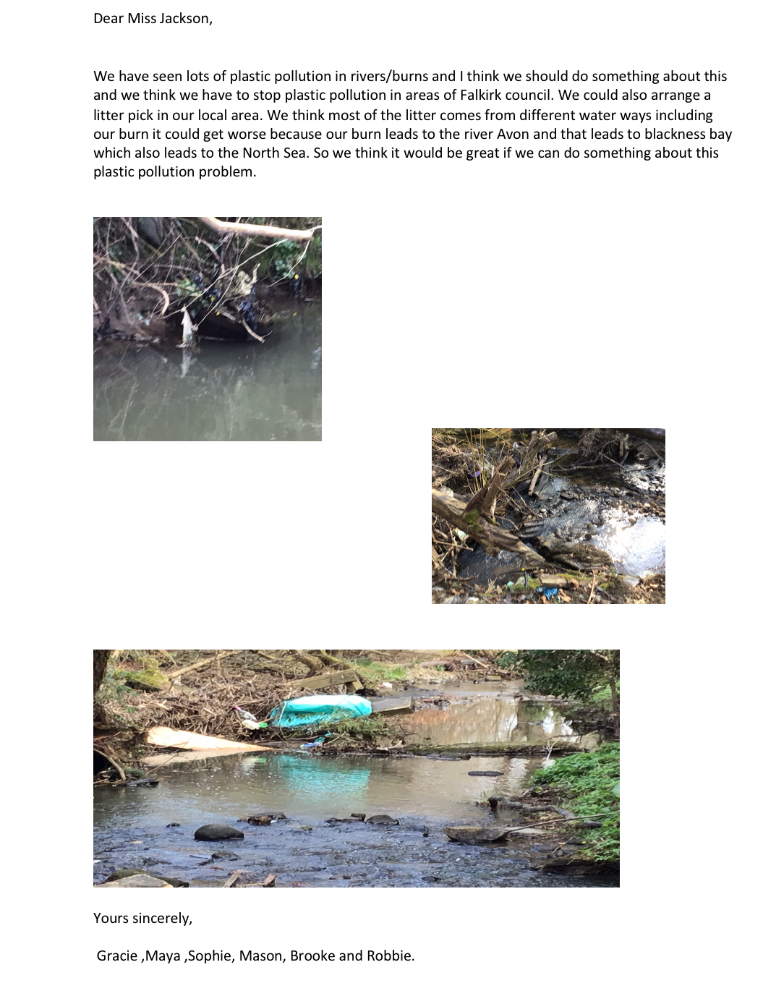 Dear Miss Jackson,
We have seen lots of plastic pollution in rivers/burns and I think we should do something about this
and we think we have to stop plastic pollution in areas of Falkirk council. We could also arrange a
litter pick in our local area. We think most of the litter comes from different water ways including
our burn it could get worse because our burn leads to the river Avon and that leads to blackness bay
which also leads to the North Sea. So we think it would be great if we can do something about this
plastic pollution problem.
Yours sincerely,
Gracie ,Maya ,Sophie, Mason, Brooke and Robbie.